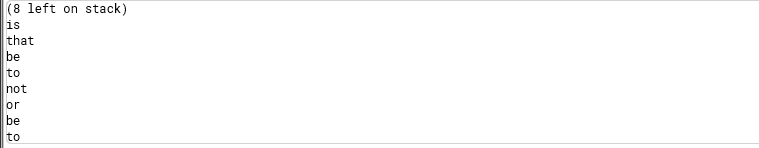 (8 left on stack)
is
that
be
to
not
or
be
to